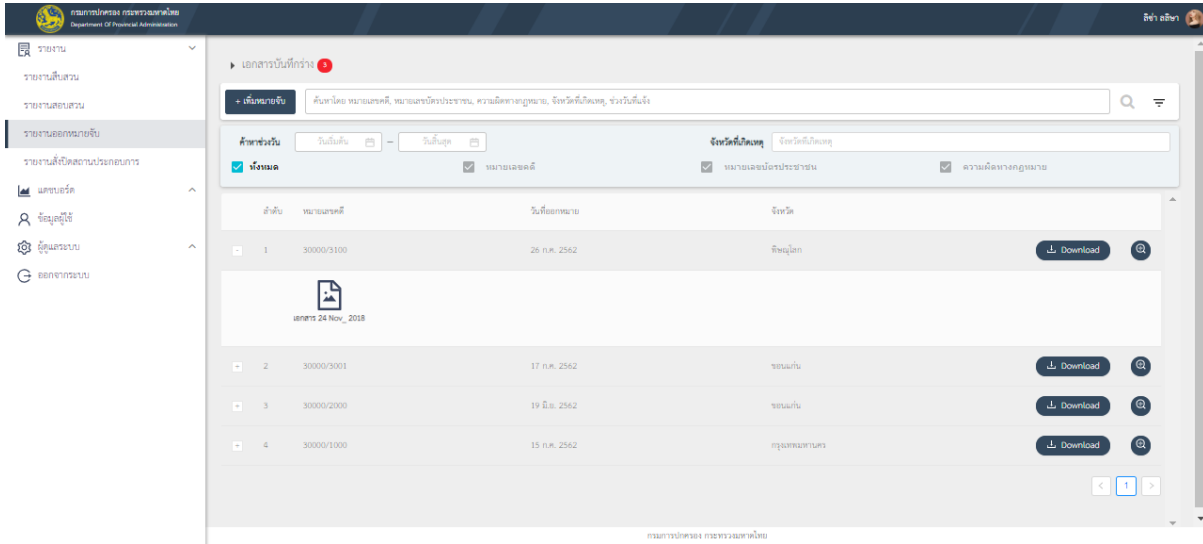 กรมการปกครอง กระทรวงมหาดไทย
Department Of Provincial Administration
ลิซ่า ลลิษา
รายงาน
รายงานสืบสวน
รายงานสอบสวน
รายงานออกหมายจับ
รายงานสั่งปิดสถานประกอบการ
แดชบอร์ด
ข้อมูลผู้ใช้
ผู้ดูแลระบบ
ออกจากระบบ
เอกสารบันทึกร่าง 3
+ เพิ่มหมายจับ
ค้นหาโดย หมายเลขคดี, หมายเลขบัตรประชาชน, ความผิดทางกฎหมาย, จังหวัดที่เกิดเหตุ, ช่วงวันที่แจ้ง
ค้าหาช่วงวัน วันเริ่มต้น – วันสิ้นสุด จังหวัดที่เกิดเหตุ จังหวัดที่เกิดเหตุ
ทั้งหมด หมายเลขคดี หมายเลขบัตรประชาชน ความผิดทางกฎหมาย
ลำดับ หมายเลขคดี วันที่ออกหมาย จังหวัด
1 30000/3100 26 ก.ค. 2562 พิษณุโลก Download
เอกสาร 24 Nov_ 2018
2 30000/3001 17 ก.ค. 2562 ขอนแก่น Download
3 30000/2000 19 มิ.ย. 2562 ขอนแก่น Download
4 30000/1000 15 ก.ค. 2562 กรุงเทพมหานคร Download
< 1 >
กรมการปกครอง กระทรวงมหาดไทย